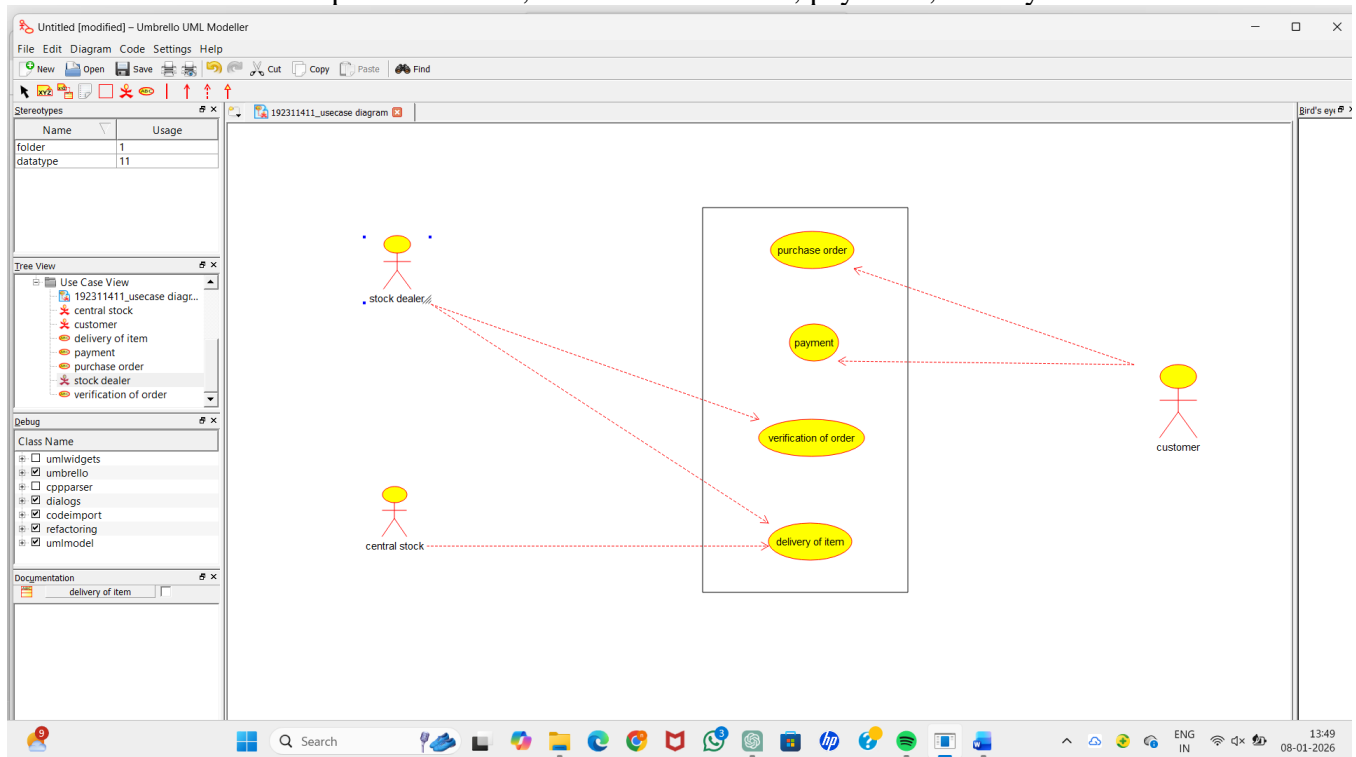 Untitled [modified] – Umbrello UML Modeller
File Edit Diagram Code Settings Help
New Open Save Cut Copy Paste Find
XYZ ABC
Stereotypes
192311411_usecase diagram
Bird's eye
Name Usage
folder 1
datatype 11
Tree View
Use Case View
192311411_usecase diagr...
central stock
customer
delivery of item
payment
purchase order
stock dealer
verification of order
Debug
Class Name
umlwidgets
umbrello
cppparser
dialogs
codeimport
refactoring
umlmodel
Documentation
delivery of item
purchase order
stock dealer
payment
verification of order
customer
delivery of item
central stock
9
Search
3
ENG
IN
13:49
08-01-2026